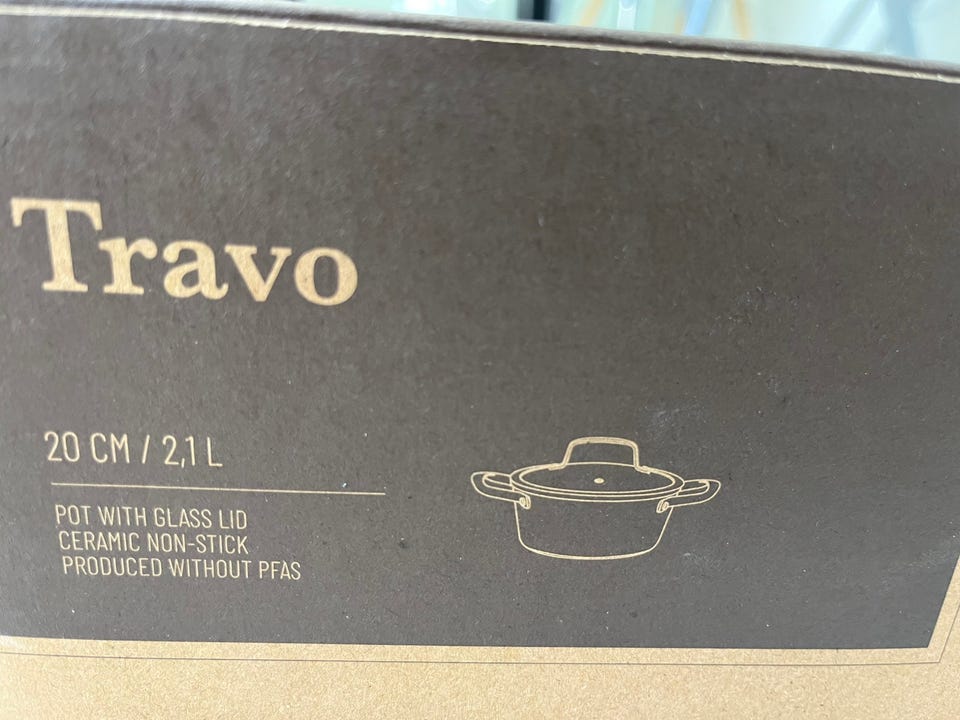 Travo
20 CM / 2,1 L
POT WITH GLASS LID
CERAMIC NON-STICK
PRODUCED WITHOUT PFAS